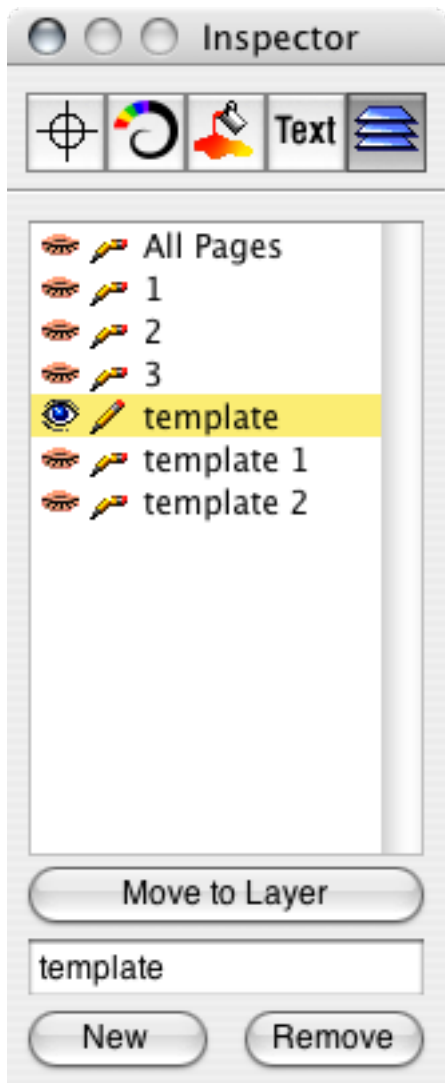 Inspector
Text
All Pages
1
2
3
template
template 1
template 2
Move to Layer
template
New Remove